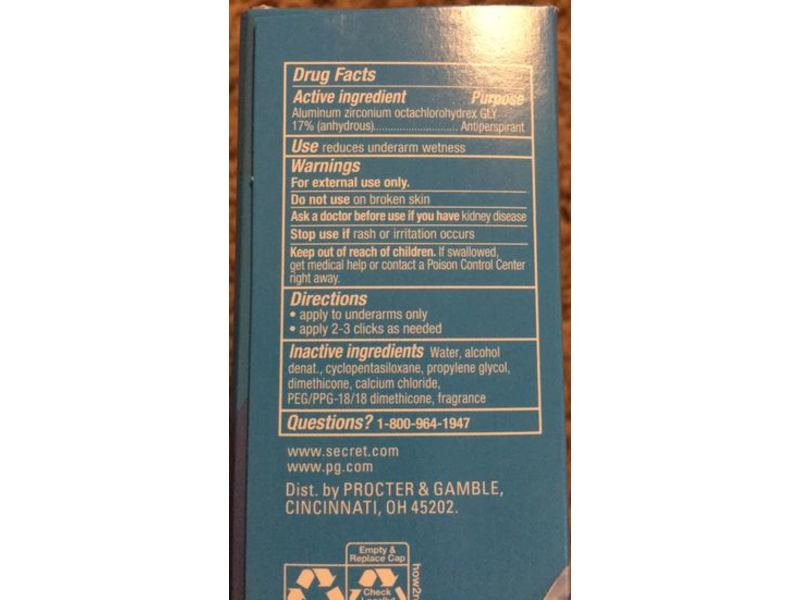 Drug Facts
Active ingredient Purpose
Aluminum zirconium octachlorohydrex GLY
17% (anhydrous)........................... Antiperspirant
Use reduces underarm wetness
Warnings
For external use only.
Do not use on broken skin
Ask a doctor before use if you have kidney disease
Stop use if rash or irritation occurs
Keep out of reach of children. If swallowed,
get medical help or contact a Poison Control Center
right away.
Directions
• apply to underarms only
• apply 2-3 clicks as needed
Inactive ingredients Water, alcohol
denat., cyclopentasiloxane, propylene glycol,
dimethicone, calcium chloride,
PEG/PPG-18/18 dimethicone, fragrance
Questions? 1-800-964-1947
www.secret.com
www.pg.com
Dist. by PROCTER & GAMBLE,
CINCINNATI, OH 45202.
Empty &
Replace Cap
Check